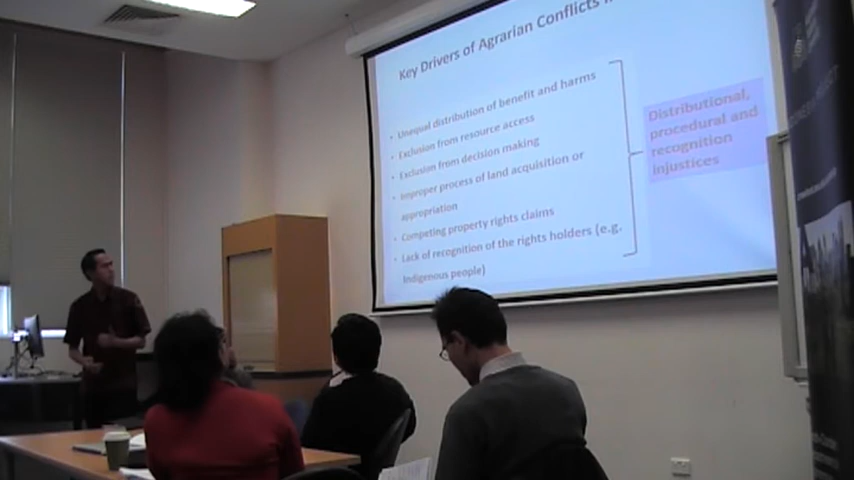 Key Drivers of Agrarian Conflicts
• Unequal distribution of benefit and harms
• Exclusion from resource access
• Exclusion from decision making
• Improper process of land acquisition or
appropriation
• Competing property rights claims
• Lack of recognition of the rights holders (e.g.
Indigenous people)
Distributional,
procedural and
recognition
injustices